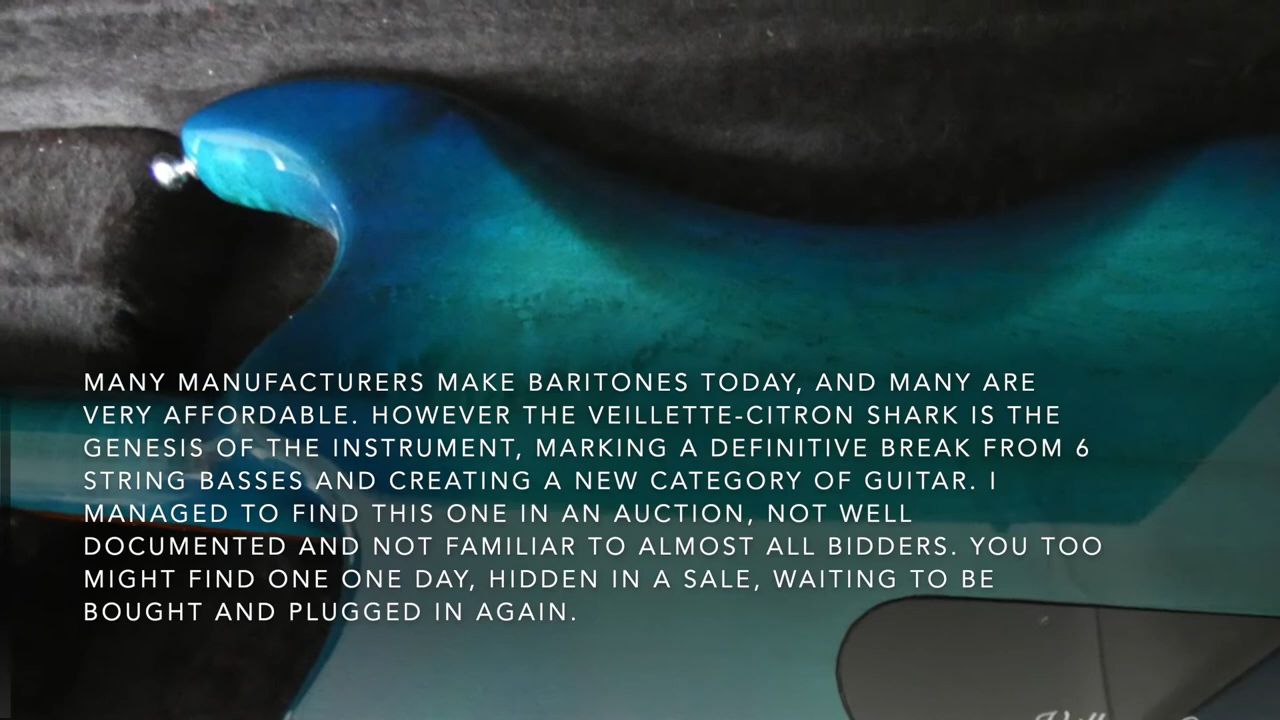 MANY MANUFACTURERS MAKE BARITONES TODAY, AND MANY ARE
VERY AFFORDABLE. HOWEVER THE VEILLETTE-CITRON SHARK IS THE
GENESIS OF THE INSTRUMENT, MARKING A DEFINITIVE BREAK FROM 6
STRING BASSES AND CREATING A NEW CATEGORY OF GUITAR. I
MANAGED TO FIND THIS ONE IN AN AUCTION, NOT WELL
DOCUMENTED AND NOT FAMILIAR TO ALMOST ALL BIDDERS. YOU TOO
MIGHT FIND ONE ONE DAY, HIDDEN IN A SALE, WAITING TO BE
BOUGHT AND PLUGGED IN AGAIN.